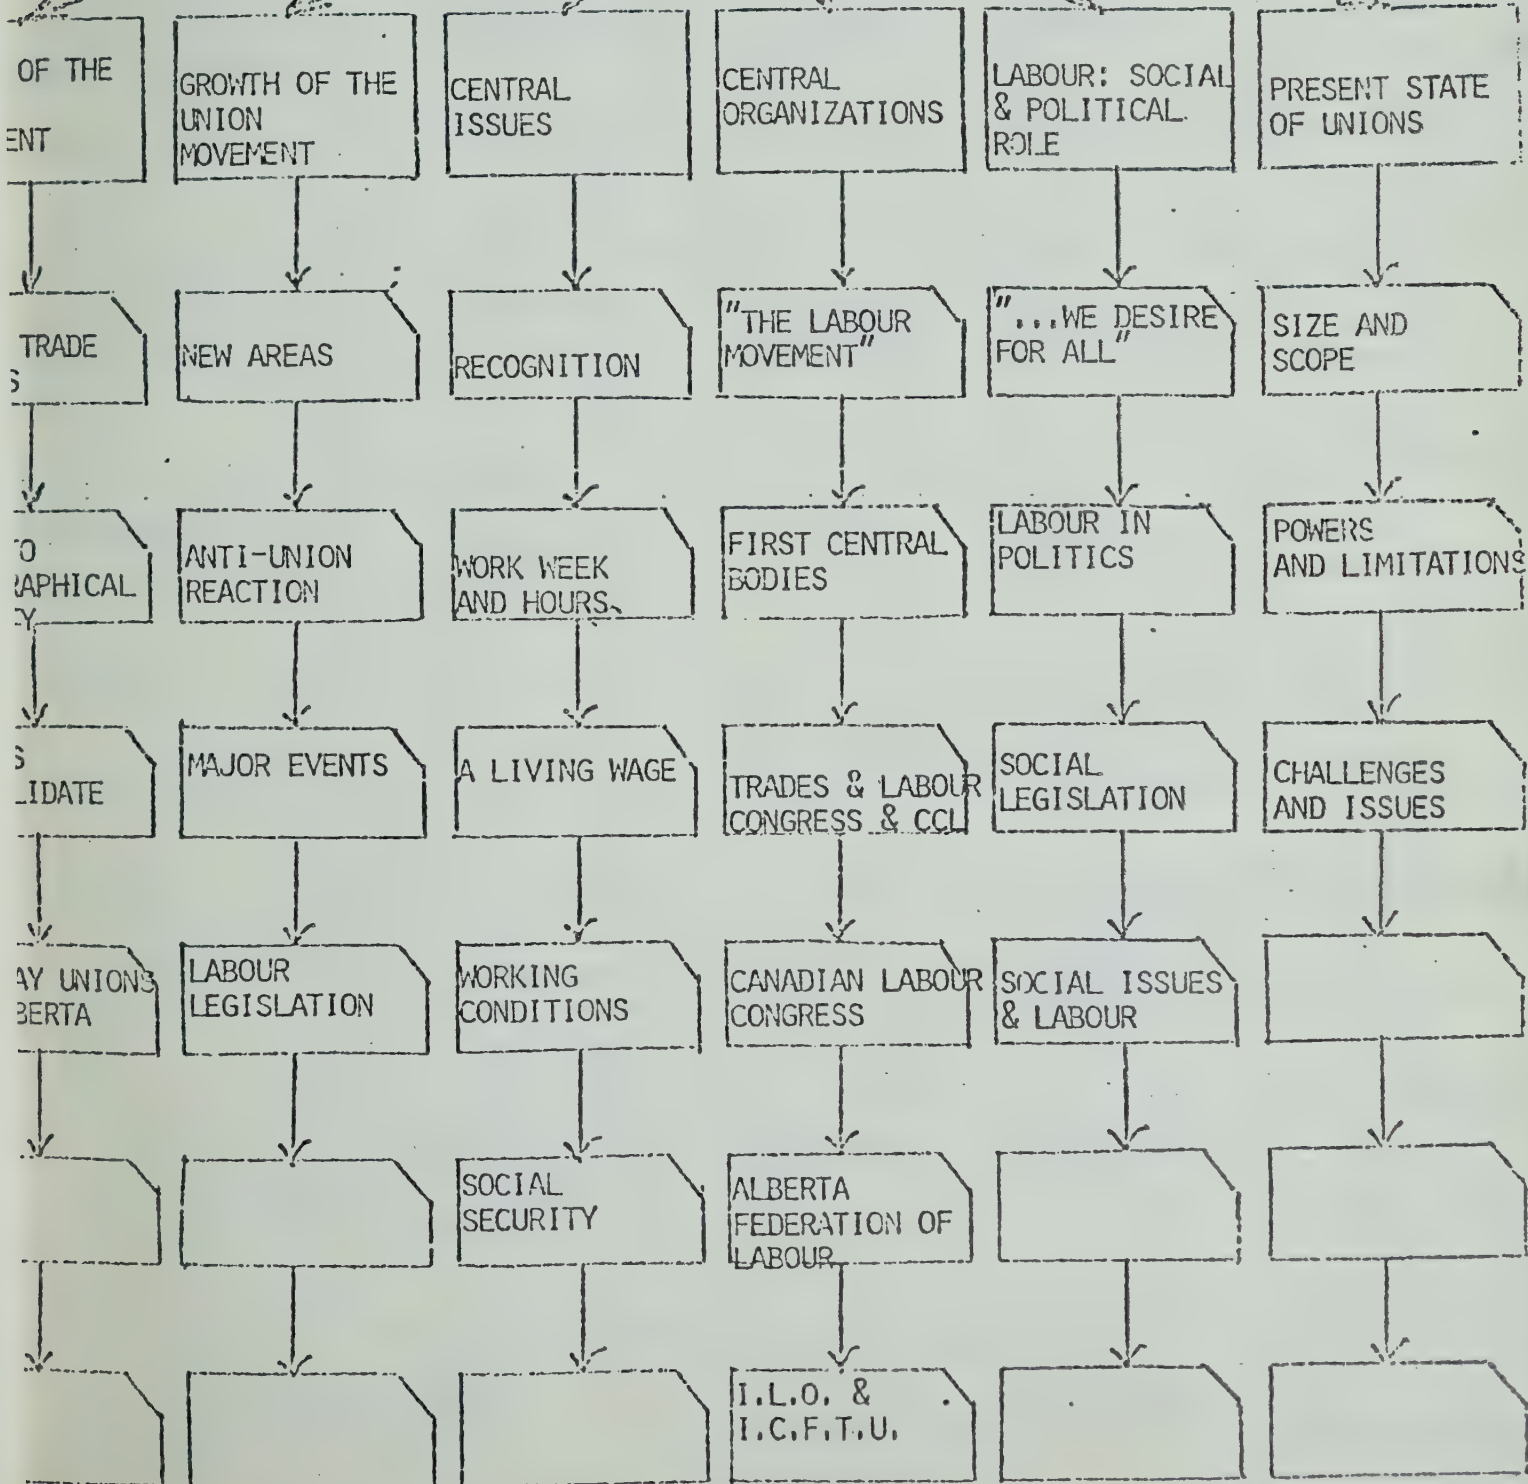 OF THE
ENT
TRADE
S
TO
RAPHICAL
Y
S
LIDATE
AY UNIONS
BERTA
GROWTH OF THE
UNION
MOVEMENT
NEW AREAS
ANTI-UNION
REACTION
MAJOR EVENTS
LABOUR
LEGISLATION
CENTRAL
ISSUES
RECOGNITION
WORK WEEK
AND HOURS
A LIVING WAGE
WORKING
CONDITIONS
SOCIAL
SECURITY
CENTRAL
ORGANIZATIONS
"THE LABOUR
MOVEMENT"
FIRST CENTRAL
BODIES
TRADES & LABOUR
CONGRESS & CCL
CANADIAN LABOUR
CONGRESS
ALBERTA
FEDERATION OF
LABOUR
I.L.O. &
I.C.F.T.U.
LABOUR: SOCIAL
& POLITICAL
ROLE
"...WE DESIRE
FOR ALL"
LABOUR IN
POLITICS
SOCIAL
LEGISLATION
SOCIAL ISSUES
& LABOUR
PRESENT STATE
OF UNIONS
SIZE AND
SCOPE
POWERS
AND LIMITATIONS
CHALLENGES
AND ISSUES